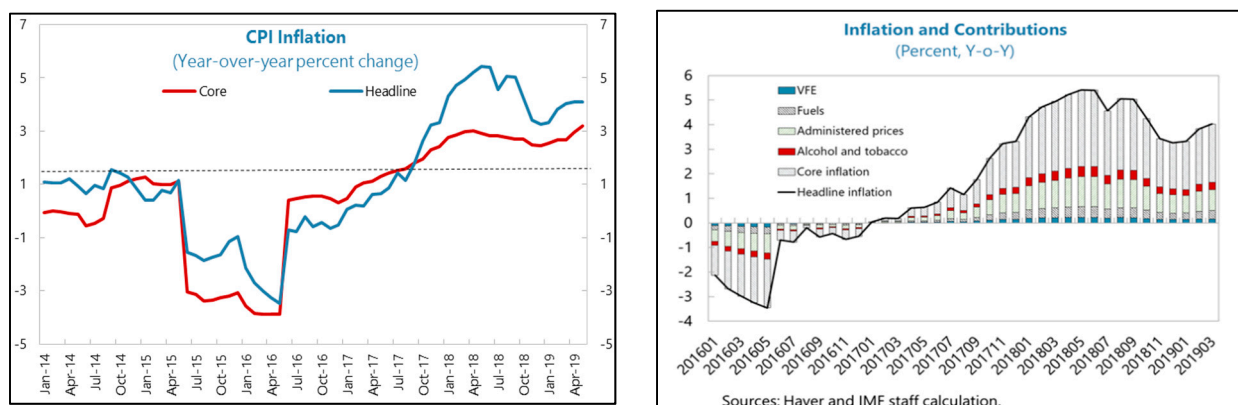 CPI Inflation
(Year-over-year percent change)
Core
Headline
7
5
3
1
-1
-3
-5
7
5
3
1
-1
-3
-5
Jan-14
Apr-14
Jul-14
Oct-14
Jan-15
Apr-15
Jul-15
Oct-15
Jan-16
Apr-16
Jul-16
Oct-16
Jan-17
Apr-17
Jul-17
Oct-17
Jan-18
Apr-18
Jul-18
Oct-18
Jan-19
Apr-19
Inflation and Contributions
(Percent, Y-o-Y)
6
5
4
3
2
1
0
-1
-2
-3
-4
VFE
Fuels
Administered prices
Alcohol and tobacco
Core inflation
Headline inflation
201601
201603
201605
201607
201609
201611
201701
201703
201705
201707
201709
201711
201801
201803
201805
201807
201809
201811
201901
201903
Sources: Haver and IMF staff calculation.